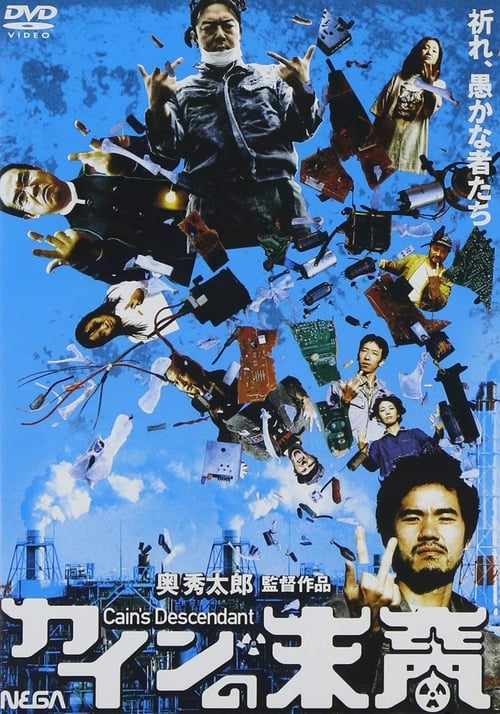 DVD
VIDEO
祈れ、愚かな者たち
奥秀太郎 監督作品
Cain's Descendant
カインの末裔
NEGA